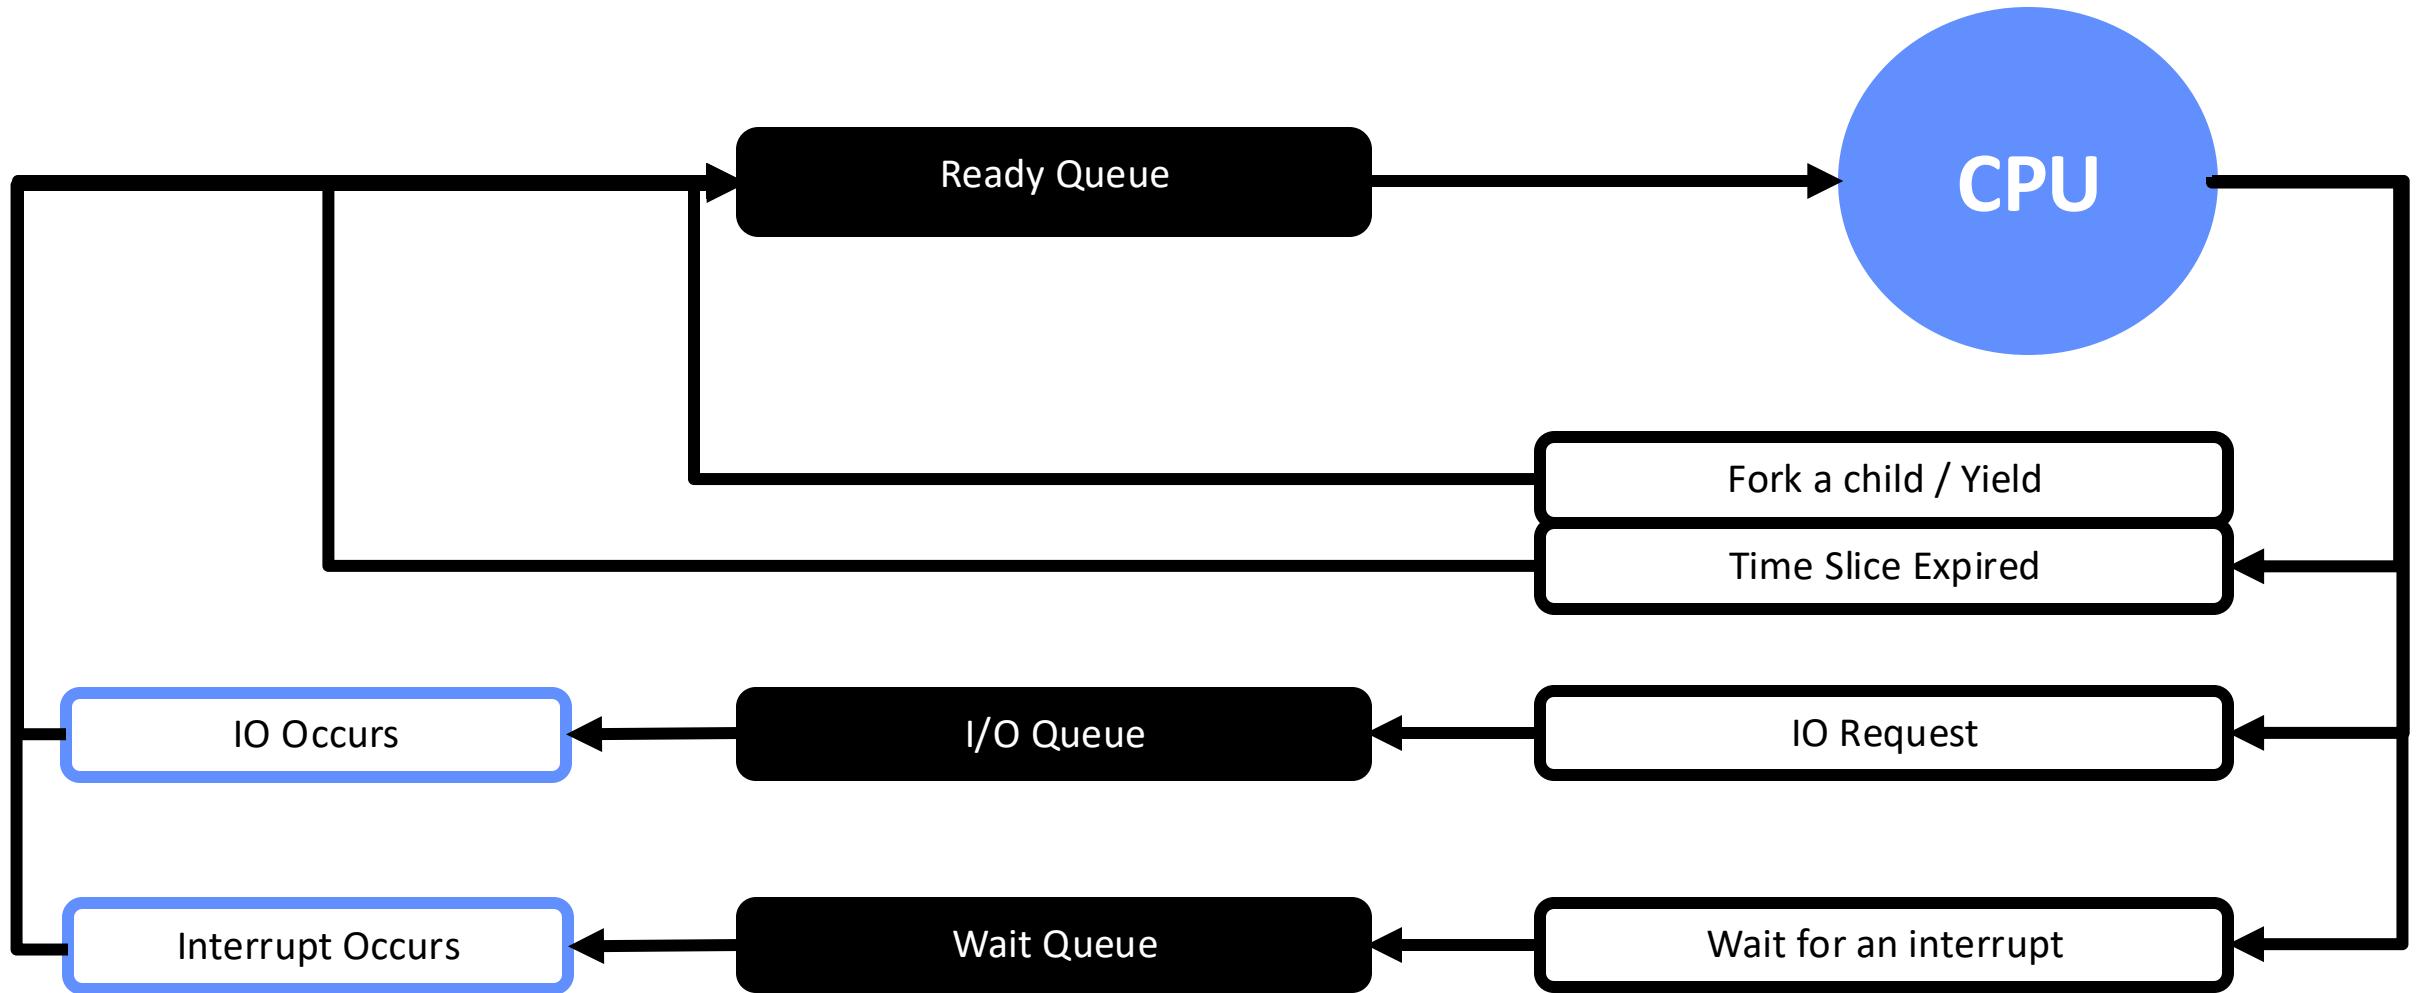 Ready Queue
CPU
Fork a child / Yield
Time Slice Expired
IO Occurs
I/O Queue
IO Request
Interrupt Occurs
Wait Queue
Wait for an interrupt